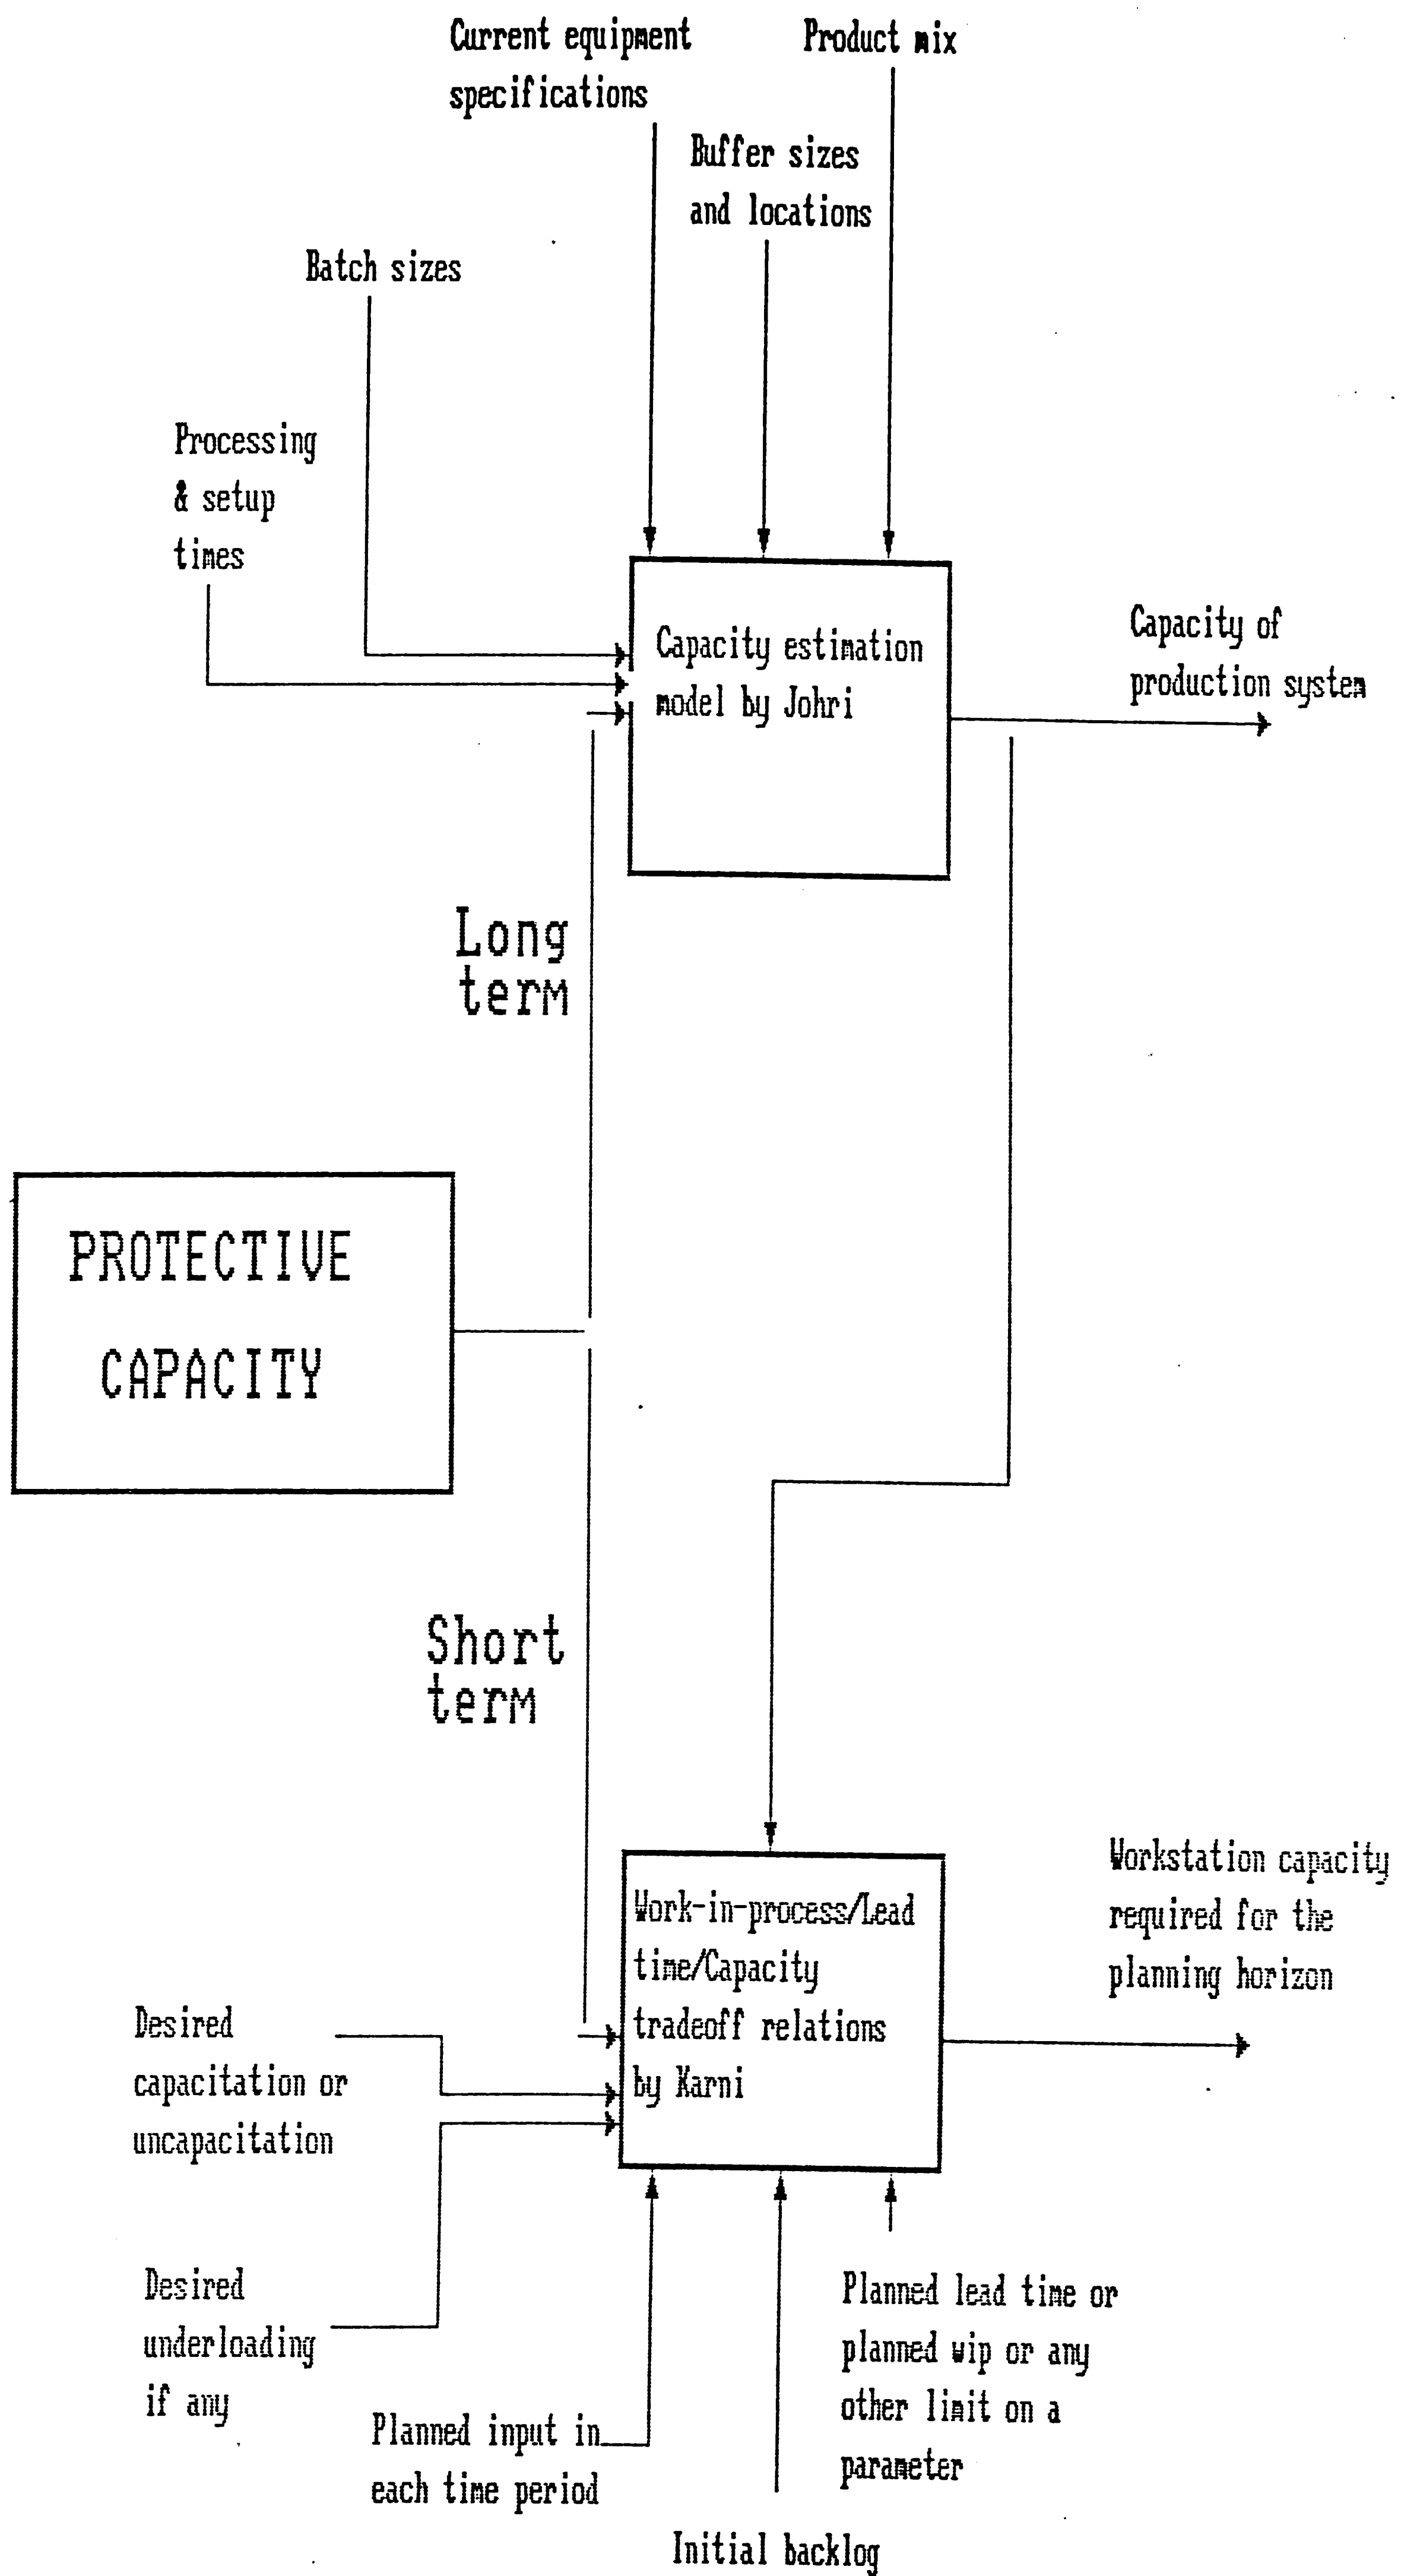 Current equipment
specifications
Product mix
Buffer sizes
and locations
Batch sizes
Processing
& setup
times
Capacity estimation
model by Johri
Capacity of
production system
Long
term
PROTECTIVE
CAPACITY
Short
term
Work-in-process/Lead
time/Capacity
tradeoff relations
by Karni
Workstation capacity
required for the
planning horizon
Desired
capacitation or
uncapacitation
Desired
underloading
if any
Planned input in
each time period
Initial backlog
Planned lead time or
planned wip or any
other limit on a
parameter